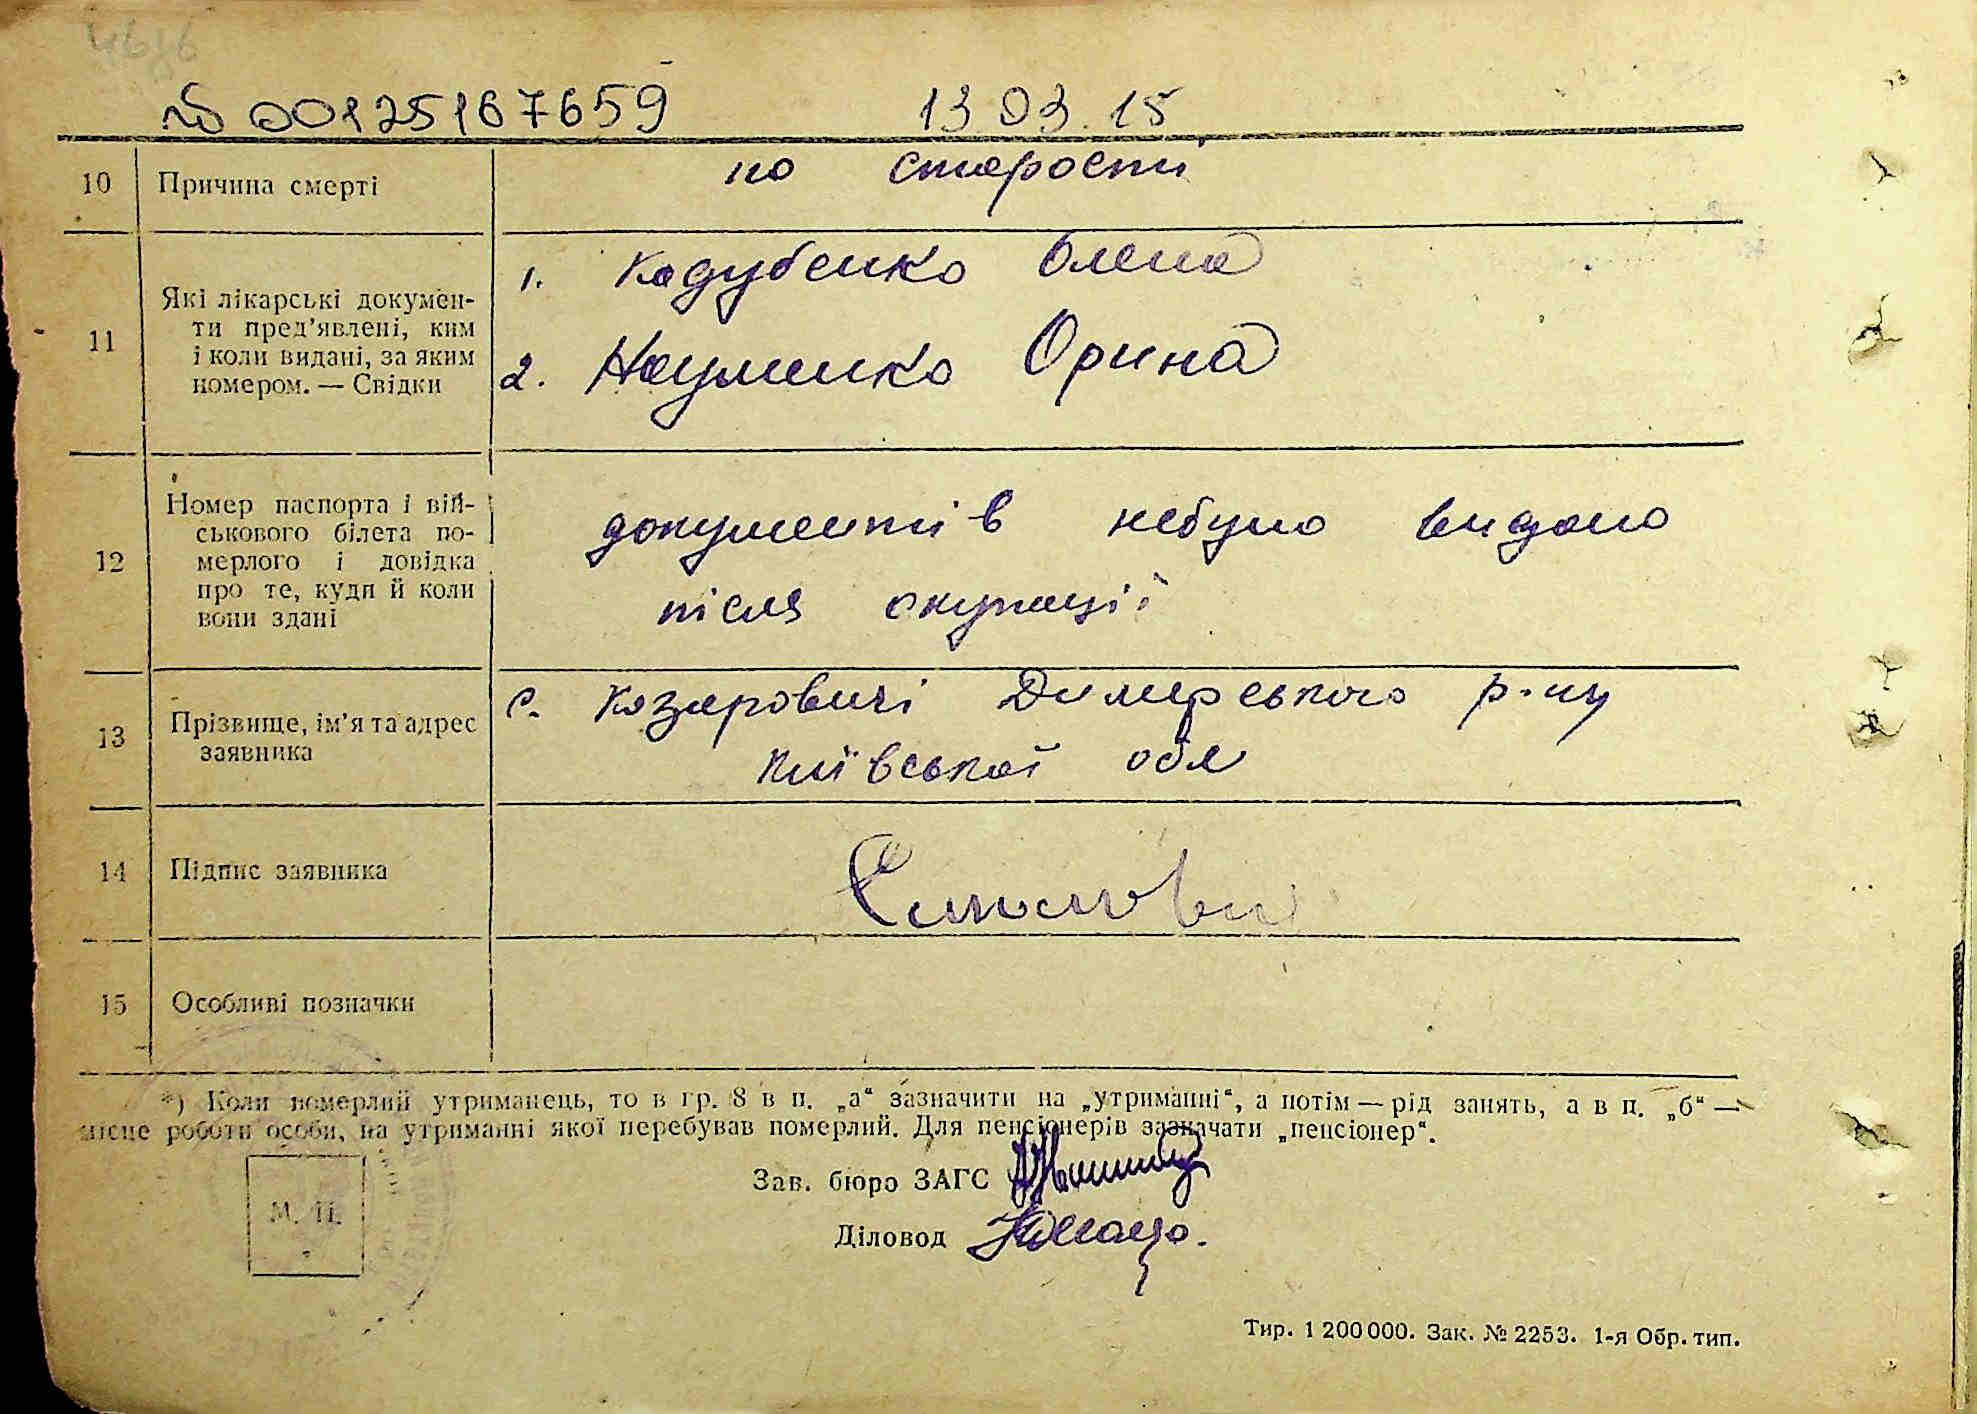 № 00125167659 13.03.15
10 Причина смерті по старості
11 Які лікарські докумен-
ти пред'явлені, ким
і коли видані, за яким
номером. — Свідки
1. Кадубенко Олена
2. Науменко Орина
12 Номер паспорта і вій-
ськового білета по-
мерлого і довідка
про те, куди й коли
вони здані
документів небуло видано
після окупації
13 Прізвище, ім'я та адрес
заявника
с. Козаровичі Димерського р-ну
Київської обл
14 Підпис заявника
15 Особливі позначки
*) Коли померлий утриманець, то в гр. 8 в п. „а“ зазначити на „утриманні“, а потім — рід занять, а в п. „б“ —
місце роботи особи, на утриманні якої перебував померлий. Для пенсіонерів зазначати „пенсіонер“.
Зав. бюро ЗАГС
М. П.
Діловод
Тир. 1 200 000. Зак. № 2253. 1-я Обр. тип.